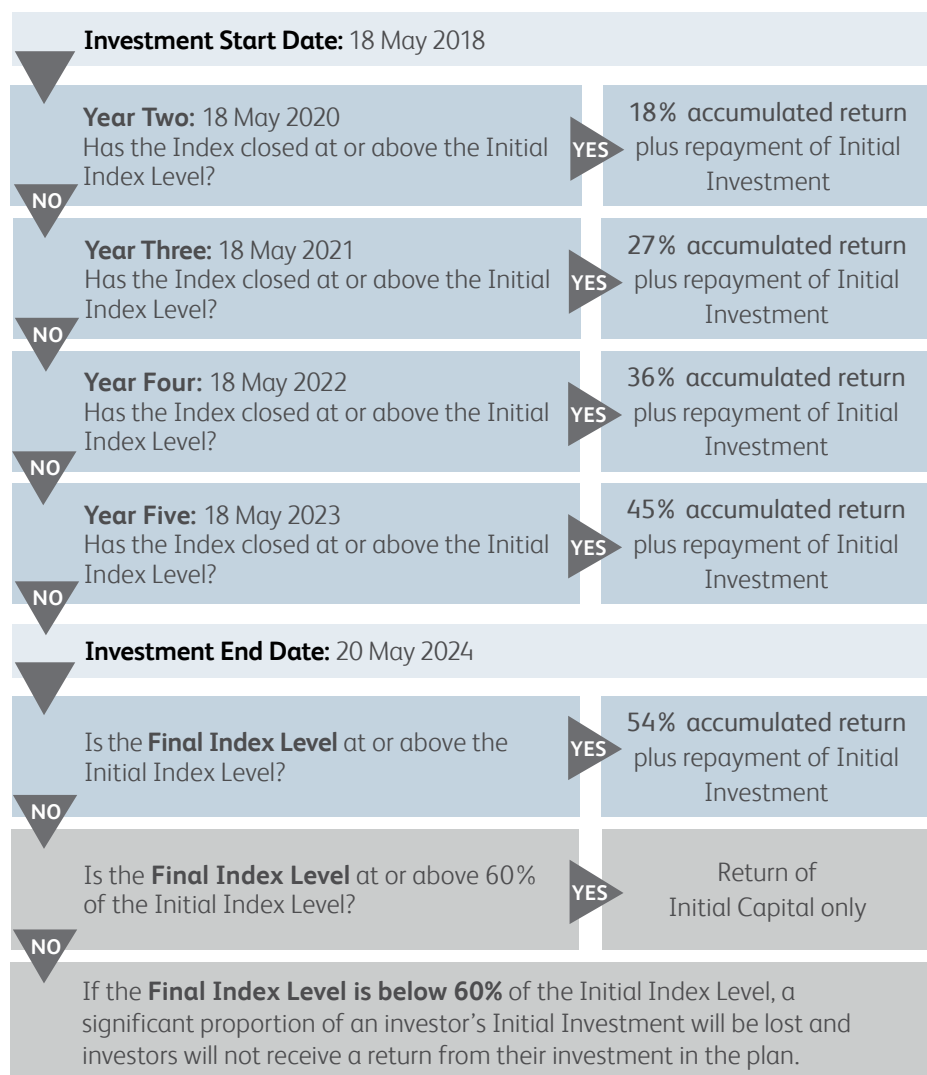 Investment Start Date: 18 May 2018
Year Two: 18 May 2020
Has the Index closed at or above the Initial
Index Level?
YES
18% accumulated return
plus repayment of Initial
Investment
NO
Year Three: 18 May 2021
Has the Index closed at or above the Initial
Index Level?
YES
27% accumulated return
plus repayment of Initial
Investment
NO
Year Four: 18 May 2022
Has the Index closed at or above the Initial
Index Level?
YES
36% accumulated return
plus repayment of Initial
Investment
NO
Year Five: 18 May 2023
Has the Index closed at or above the Initial
Index Level?
YES
45% accumulated return
plus repayment of Initial
Investment
NO
Investment End Date: 20 May 2024
Is the Final Index Level at or above the
Initial Index Level?
YES
54% accumulated return
plus repayment of Initial
Investment
NO
Is the Final Index Level at or above 60%
of the Initial Index Level?
YES
Return of
Initial Capital only
NO
If the Final Index Level is below 60% of the Initial Index Level, a
significant proportion of an investor’s Initial Investment will be lost and
investors will not receive a return from their investment in the plan.